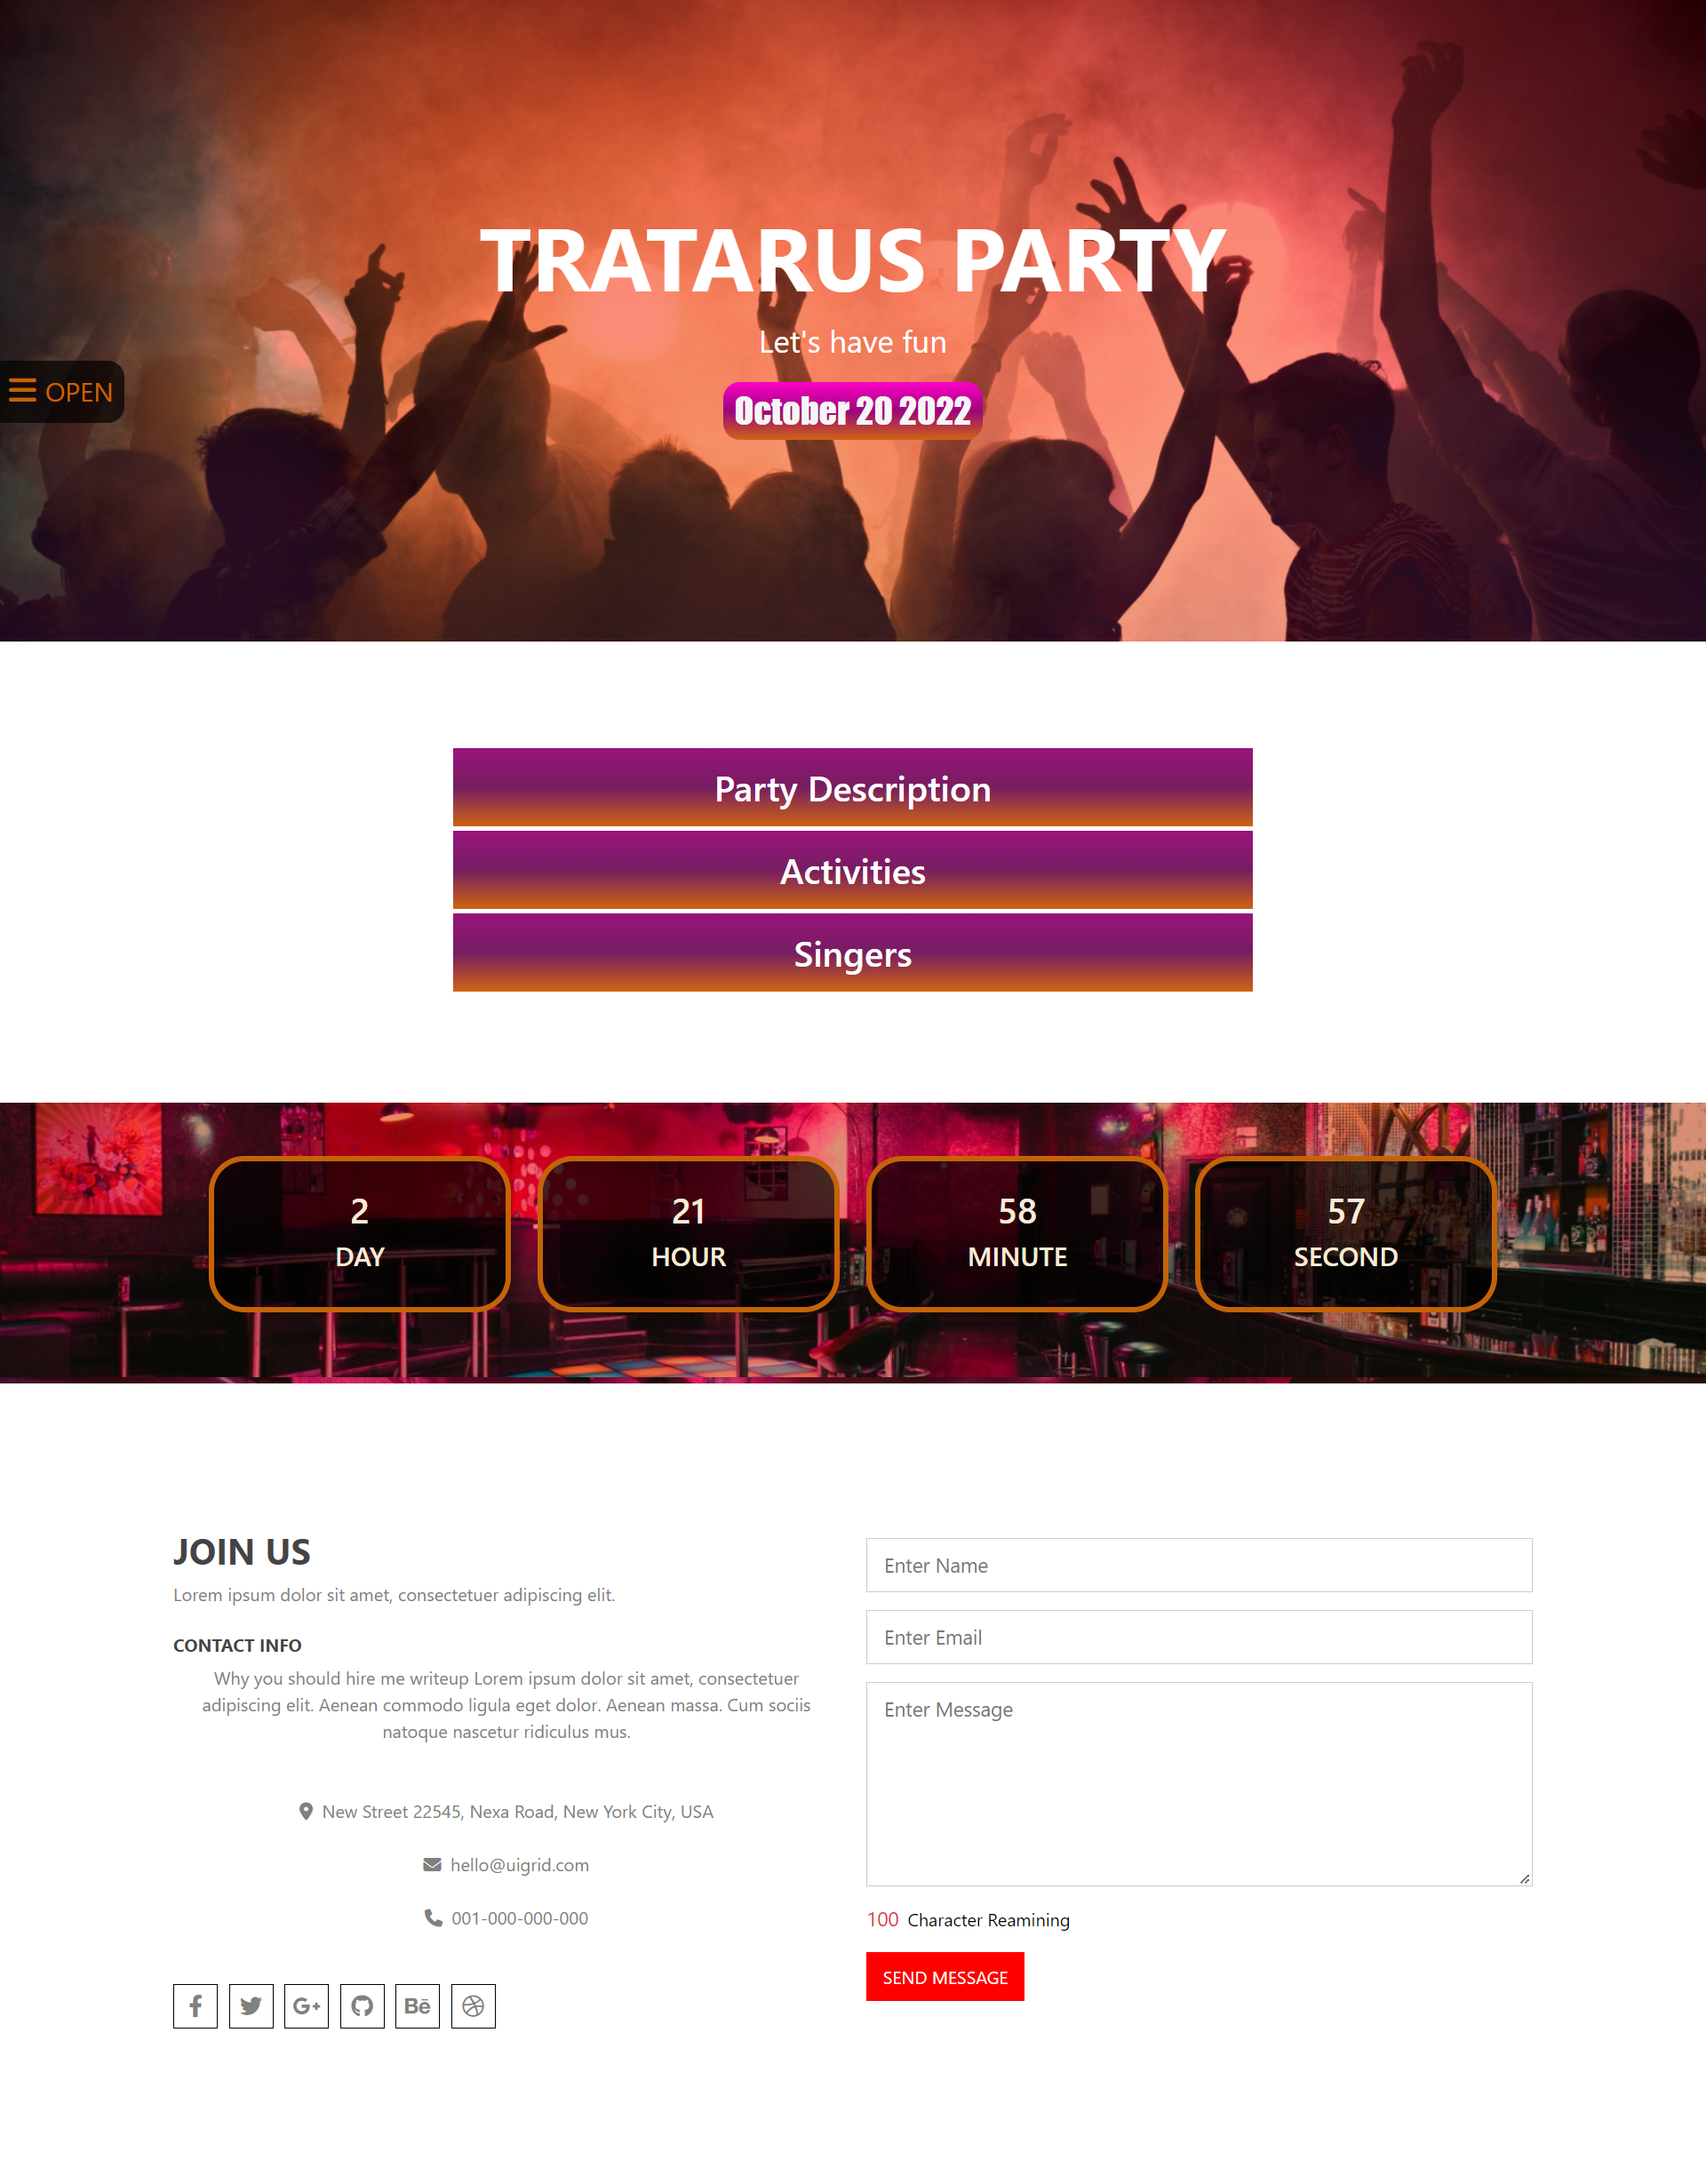 TRATARUS PARTY
Let's have fun
October 20 2022
OPEN
Party Description
Activities
Singers
2
DAY
21
HOUR
58
MINUTE
57
SECOND
JOIN US
Lorem ipsum dolor sit amet, consectetuer adipiscing elit.
CONTACT INFO
Why you should hire me writeup Lorem ipsum dolor sit amet, consectetuer
adipiscing elit. Aenean commodo ligula eget dolor. Aenean massa. Cum sociis
natoque nascetur ridiculus mus.
New Street 22545, Nexa Road, New York City, USA
hello@uigrid.com
001-000-000-000
G+
Bē
Enter Name
Enter Email
Enter Message
100 Character Reamining
SEND MESSAGE